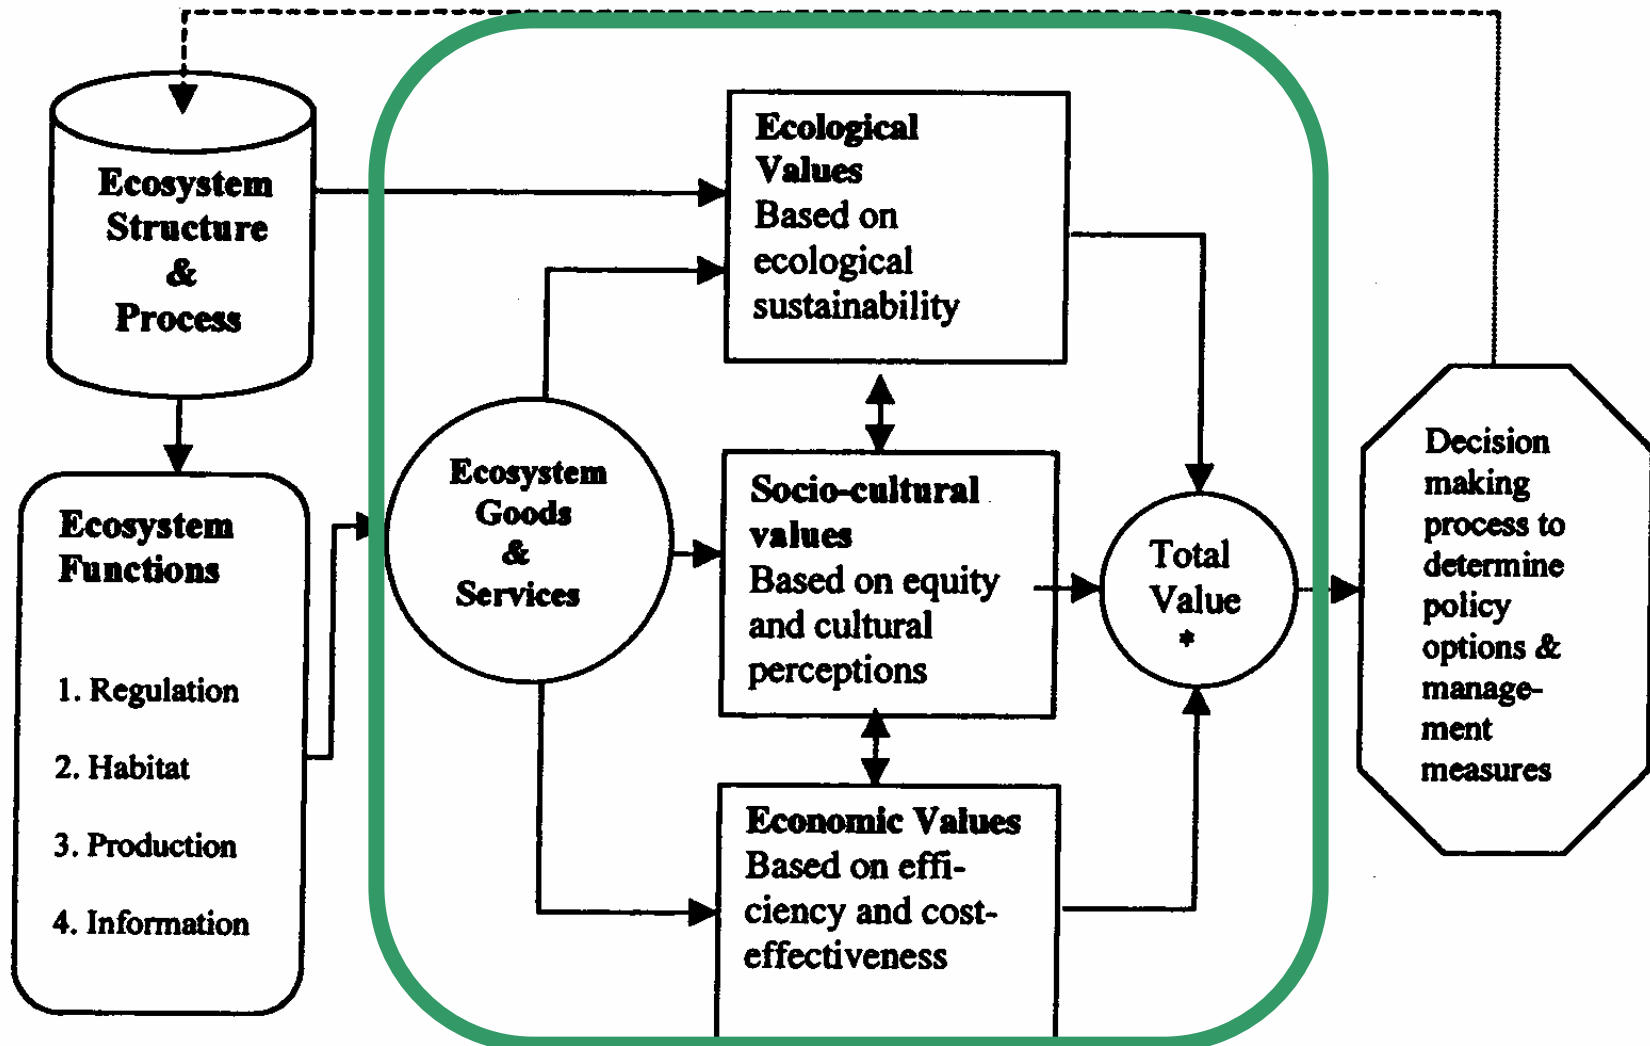 Ecosystem
Structure
&
Process
Ecosystem
Functions
1. Regulation
2. Habitat
3. Production
4. Information
Ecosystem
Goods
&
Services
Ecological
Values
Based on
ecological
sustainability
Socio-cultural
values
Based on equity
and cultural
perceptions
Economic Values
Based on effi-
ciency and cost-
effectiveness
Total
Value
*
Decision
making
process to
determine
policy
options &
manage-
ment
measures